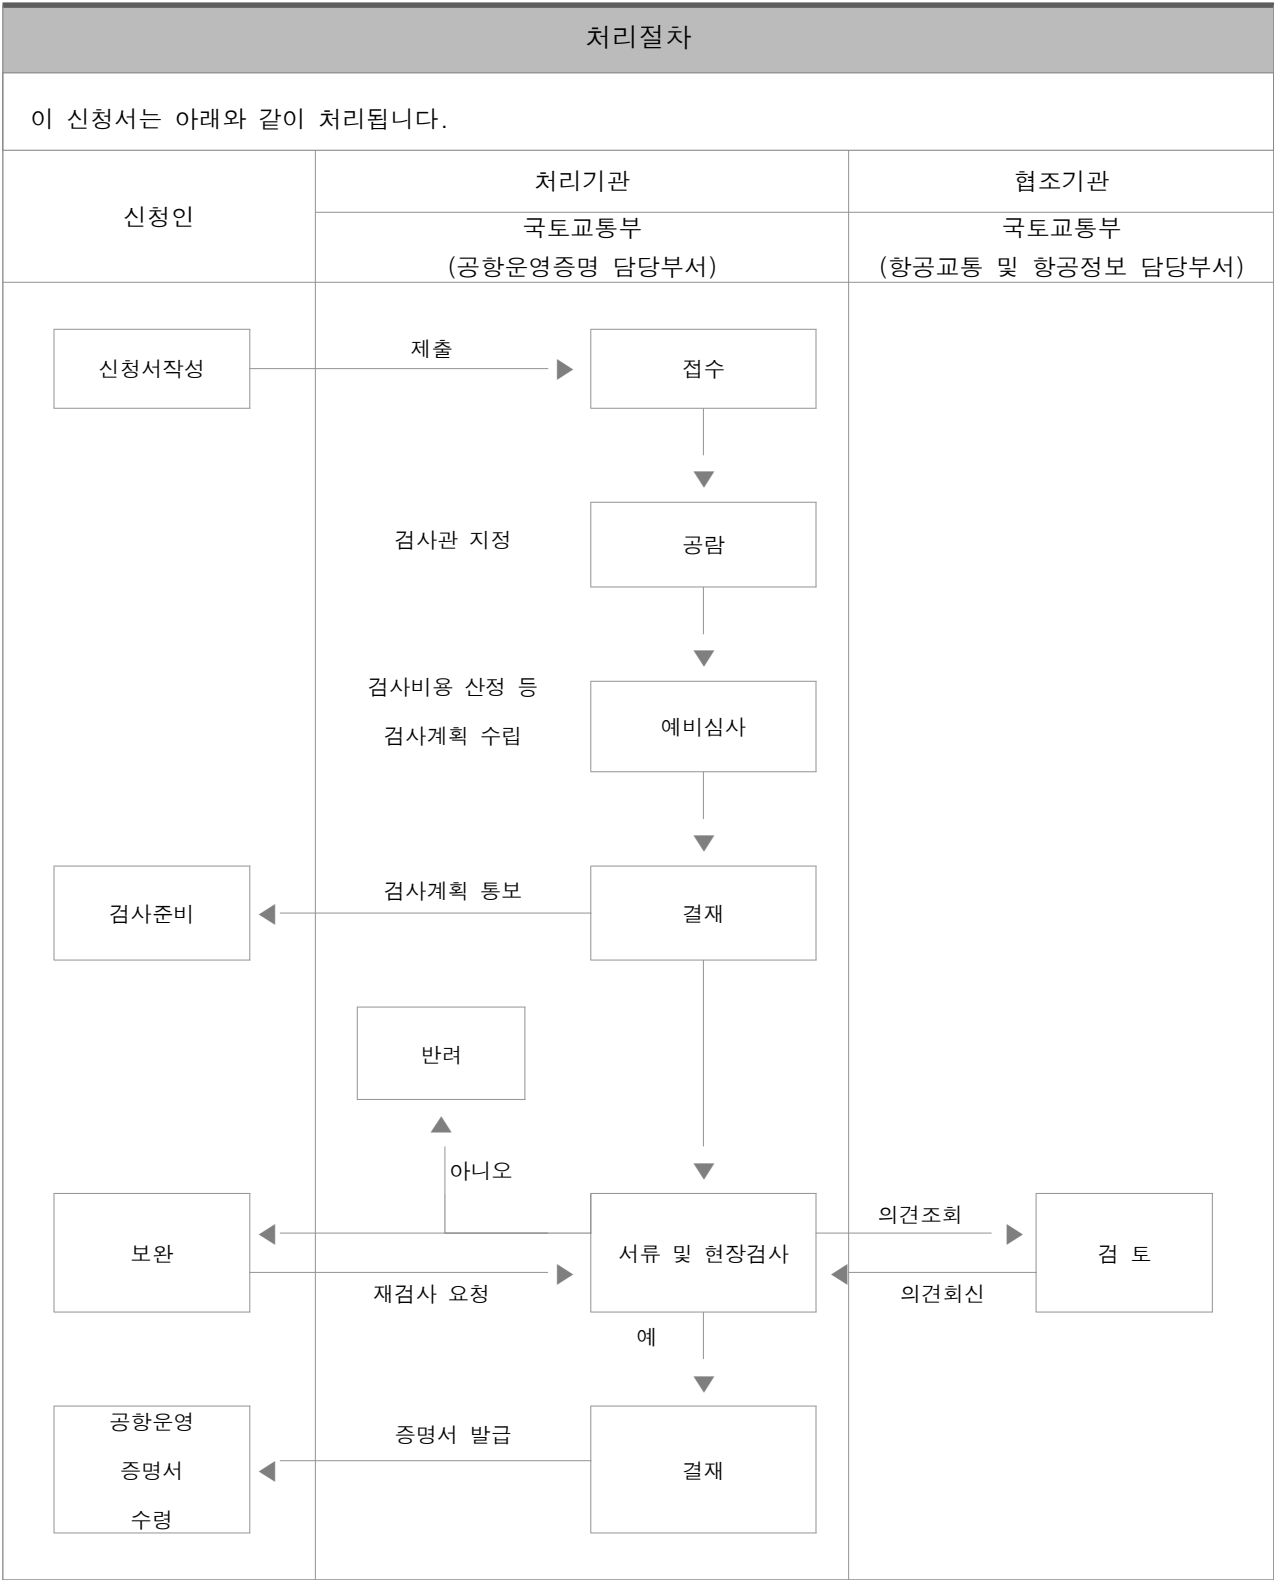 처리절차
이 신청서는 아래와 같이 처리됩니다.
신청인
처리기관
협조기관
국토교통부
(공항운영증명 담당부서)
국토교통부
(항공교통 및 항공정보 담당부서)
신청서작성
제출
접수
검사관 지정
공람
검사비용 산정 등
검사계획 수립
예비심사
검사준비
검사계획 통보
결재
반려
아니오
보완
재검사 요청
서류 및 현장검사
의견조회
의견회신
검 토
예
공항운영
증명서
수령
증명서 발급
결재